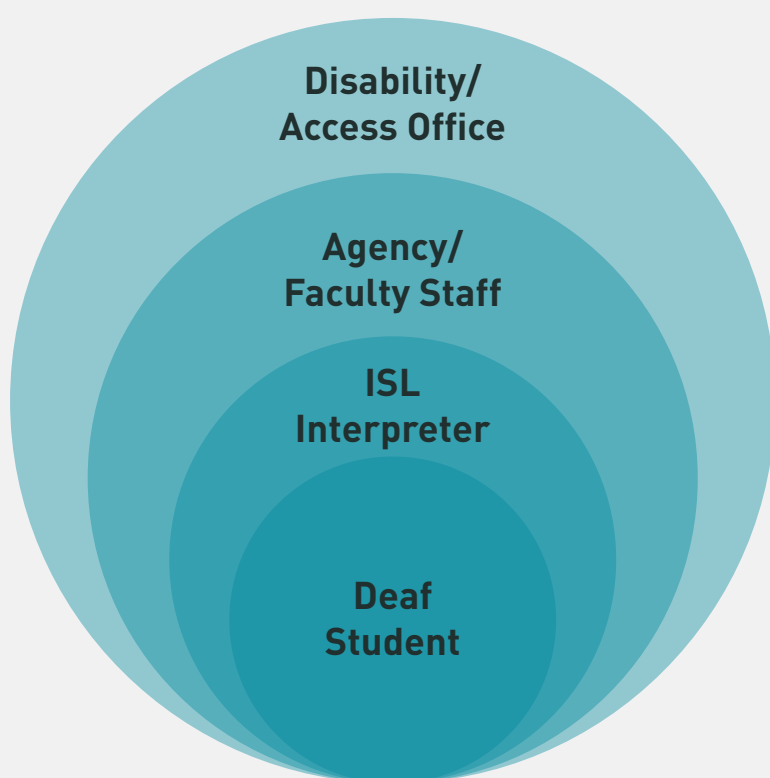 Disability/
Access Office
Agency/
Faculty Staff
ISL
Interpreter
Deaf
Student